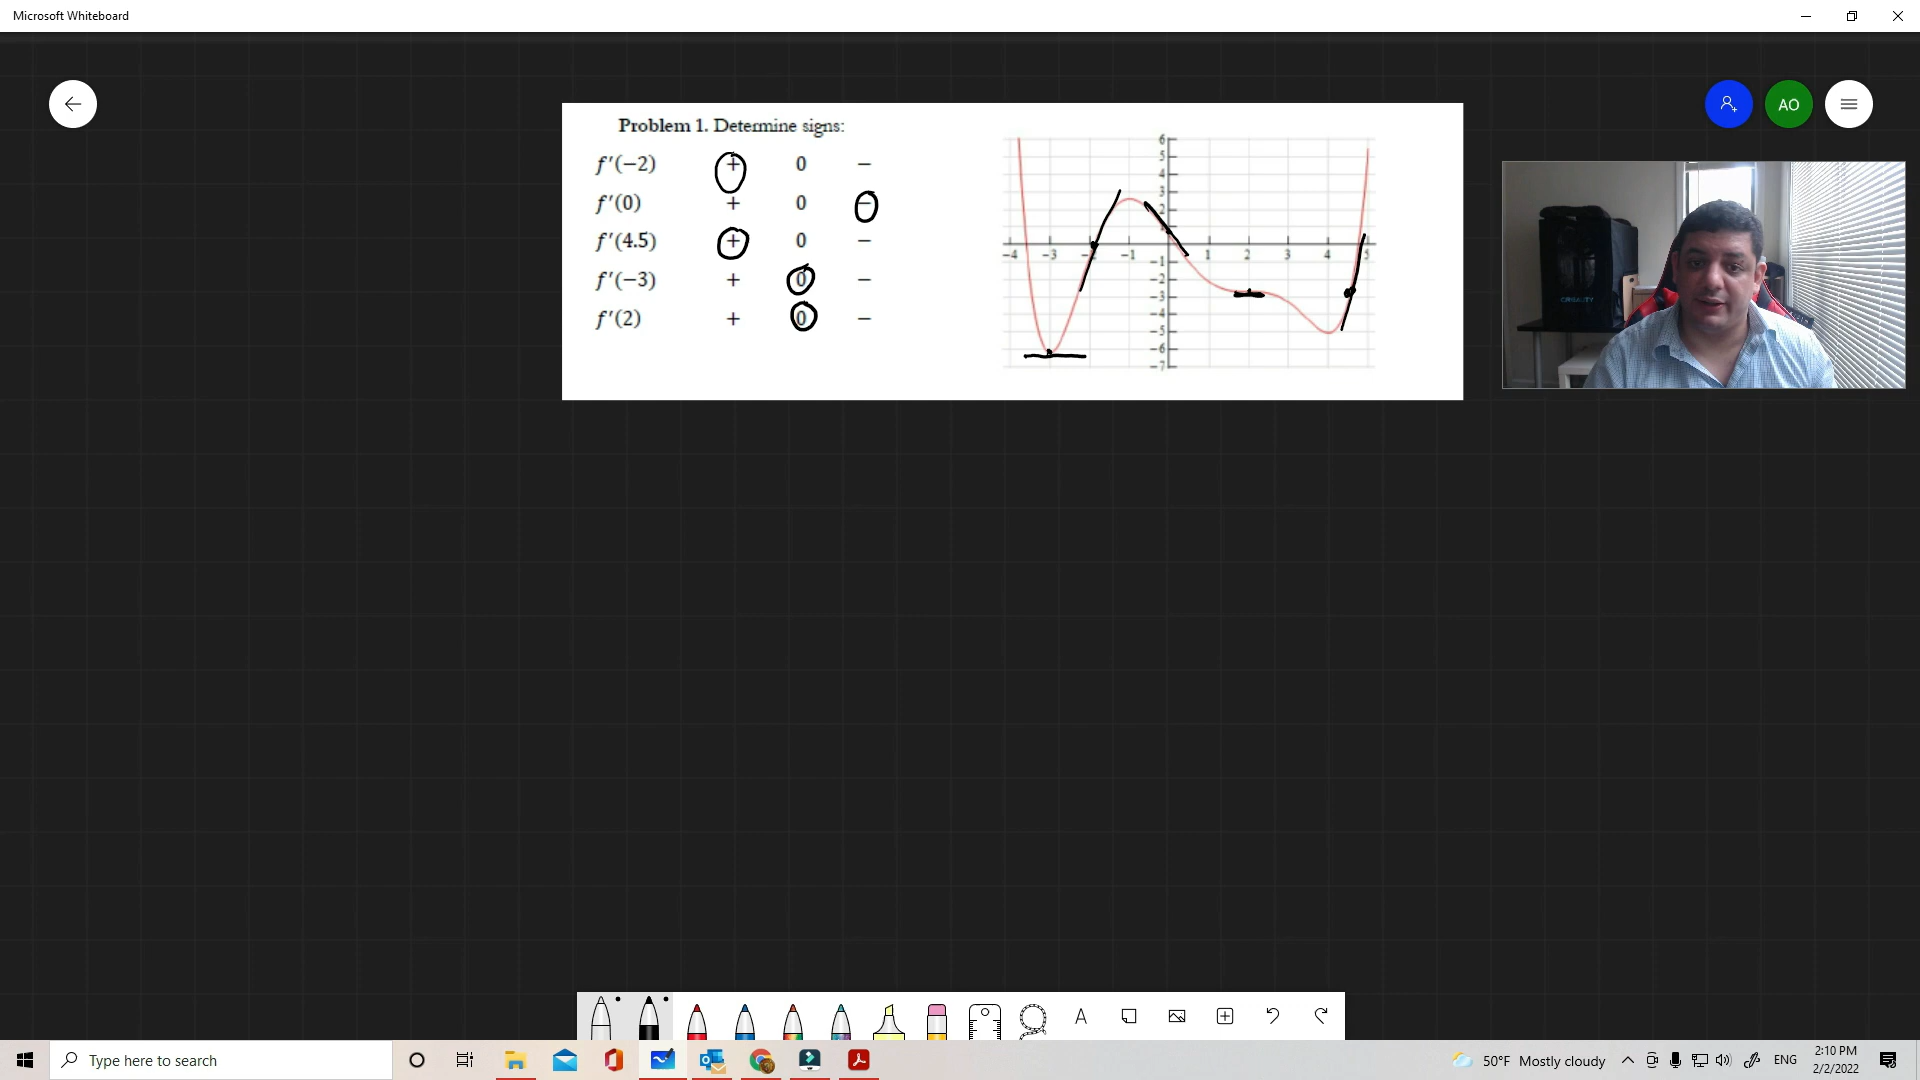 Microsoft Whiteboard
AO
Problem 1. Determine signs:
f′(−2) + 0 −
f′(0) + 0 −
f′(4.5) + 0 −
f′(−3) + 0 −
f′(2) + 0 −
6
5
4
3
2
−4 −3 −1 1 2 3 4 5
−1
−2
−3
−4
−5
−6
−7
CREALITY
A
Type here to search
50°F Mostly cloudy
ENG
2:10 PM
2/2/2022